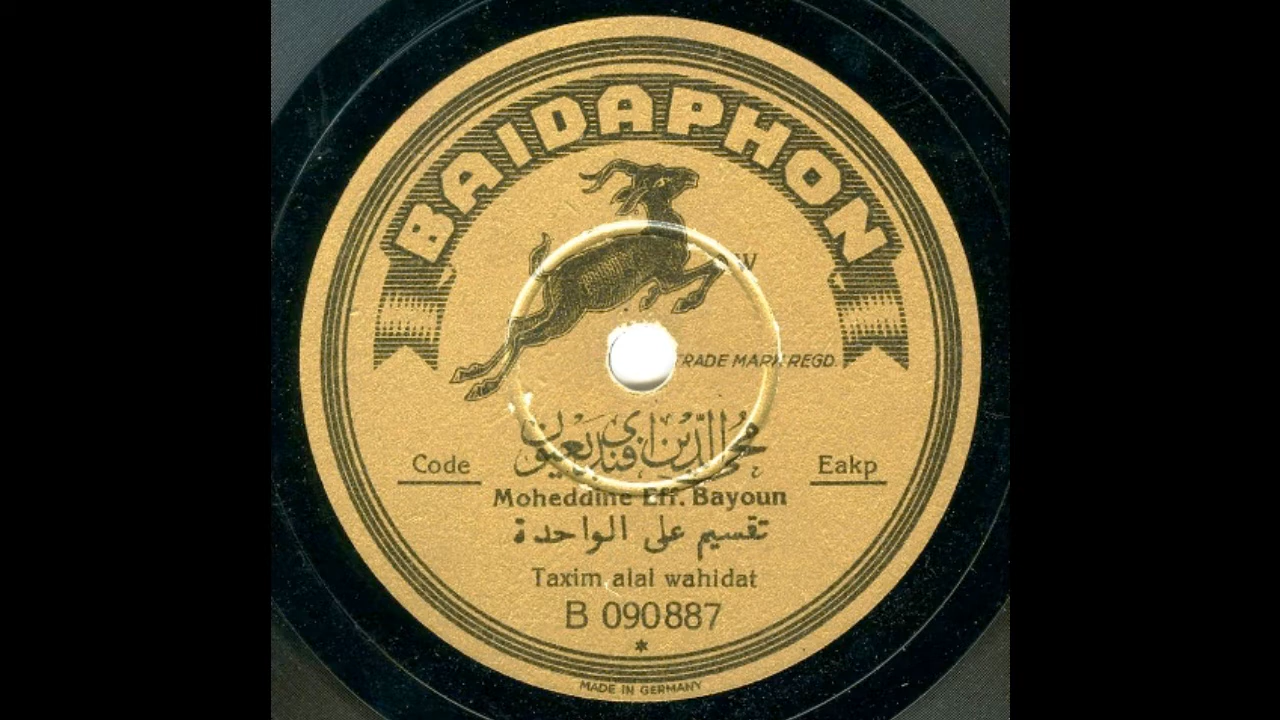 BAIDAPHON
TRADE MARK REGD.
محي الدين افندي بعيون
Code
Eakp
Moheddine Eff. Bayoun
تقسيم على الواحدة
Taxim alal wahidat
B 090887
*
MADE IN GERMANY